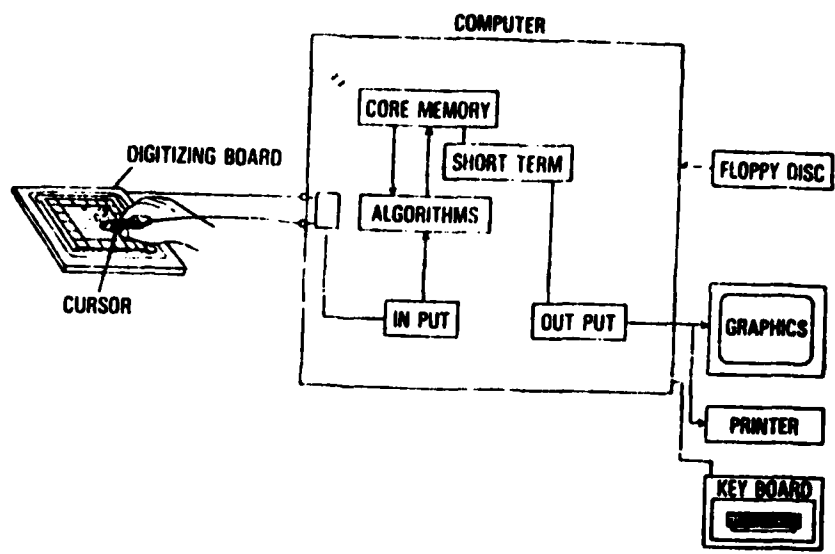 COMPUTER
CORE MEMORY
SHORT TERM
DIGITIZING BOARD
FLOPPY DISC
ALGORITHMS
CURSOR
IN PUT
OUT PUT
GRAPHICS
PRINTER
KEY BOARD